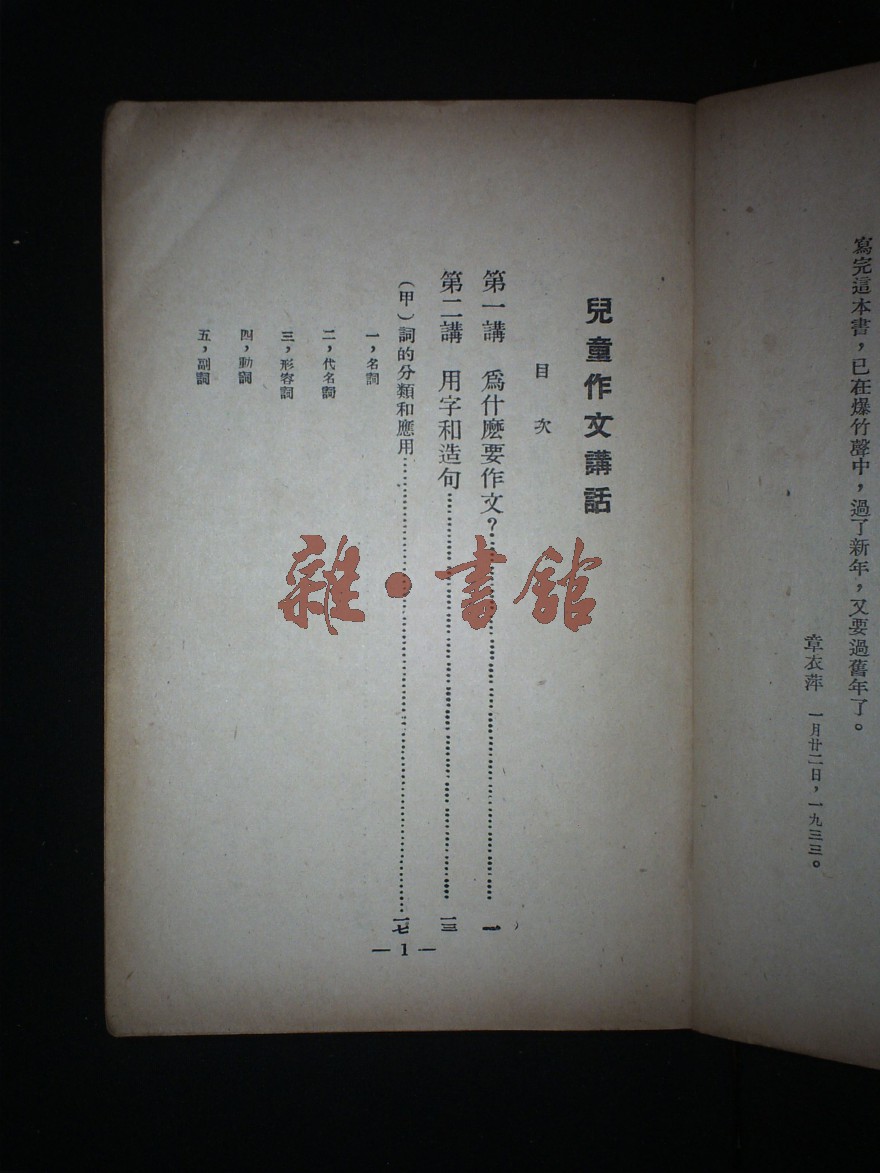 寫完這本書，已在爆竹聲中，過了新年，又要過舊年了。
章衣萍 一月廿二日，一九三三。
兒童作文講話
目次
第一講 爲什麽要作文？…………一
第二講 用字和造句…………一三
（甲）詞的分類和應用…………一七
一，名詞
二，代名詞
三，形容詞
四，動詞
五，副詞
— 1 —
雜•書館